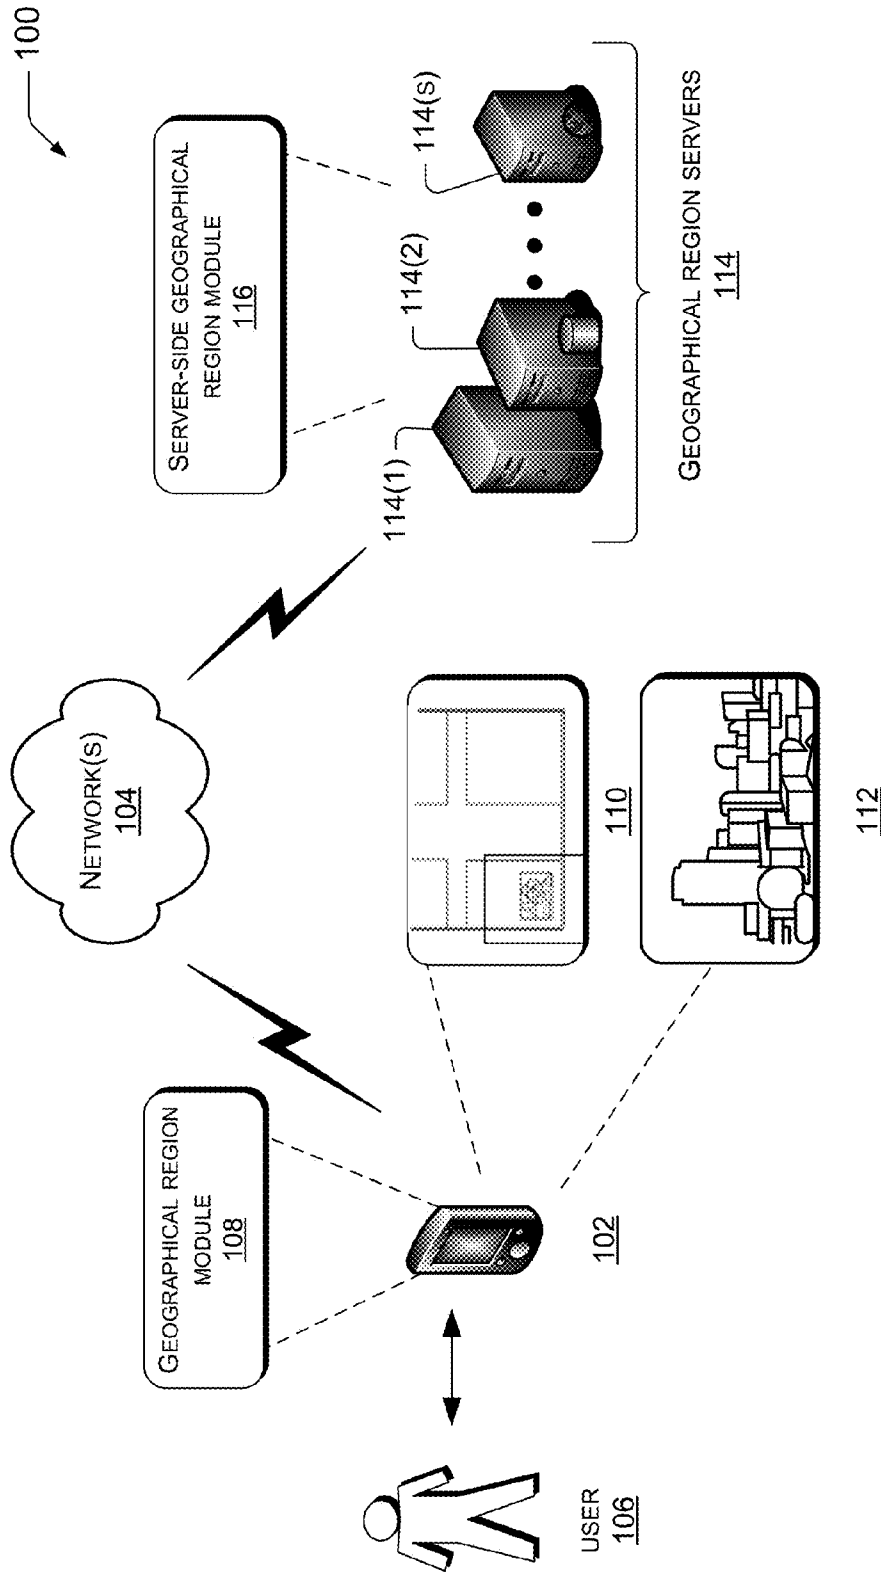 100
NETWORK(S)
104
SERVER-SIDE GEOGRAPHICAL
REGION MODULE
116
GEOGRAPHICAL REGION
MODULE
108
114(1)
114(2)
114(s)
USER
106
102
110
112
GEOGRAPHICAL REGION SERVERS
114